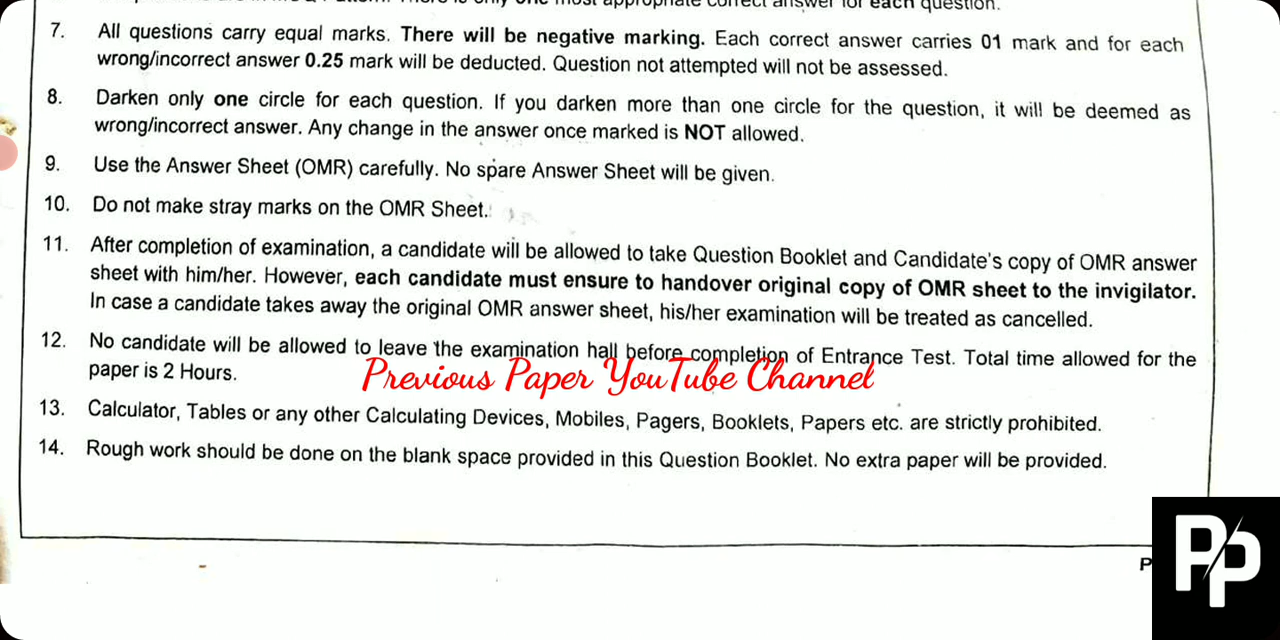 appropriate correct answer for each question.
7. All questions carry equal marks. There will be negative marking. Each correct answer carries 01 mark and for each
wrong/incorrect answer 0.25 mark will be deducted. Question not attempted will not be assessed.
8. Darken only one circle for each question. If you darken more than one circle for the question, it will be deemed as
wrong/incorrect answer. Any change in the answer once marked is NOT allowed.
9. Use the Answer Sheet (OMR) carefully. No spare Answer Sheet will be given.
10. Do not make stray marks on the OMR Sheet.
11. After completion of examination, a candidate will be allowed to take Question Booklet and Candidate's copy of OMR answer
sheet with him/her. However, each candidate must ensure to handover original copy of OMR sheet to the invigilator.
In case a candidate takes away the original OMR answer sheet, his/her examination will be treated as cancelled.
12. No candidate will be allowed to leave the examination hall before completion of Entrance Test. Total time allowed for the
paper is 2 Hours.
Previous Paper YouTube Channel
13. Calculator, Tables or any other Calculating Devices, Mobiles, Pagers, Booklets, Papers etc. are strictly prohibited.
14. Rough work should be done on the blank space provided in this Question Booklet. No extra paper will be provided.
P
PP